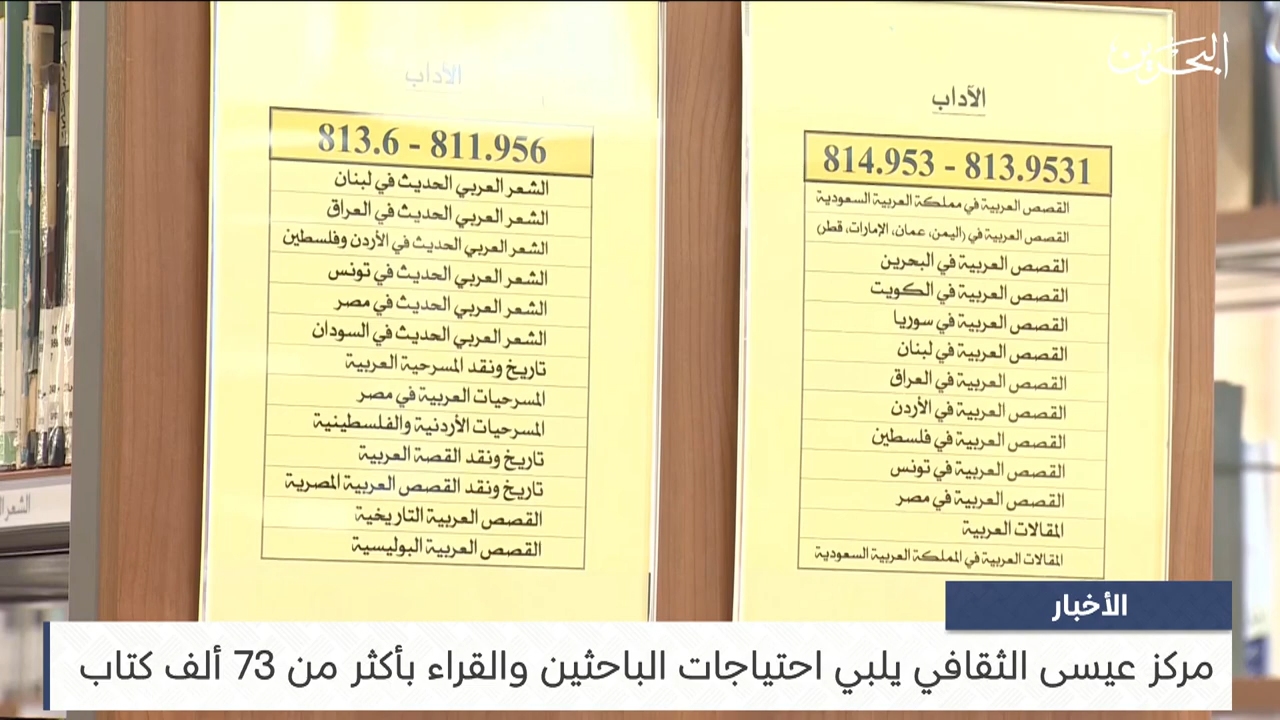 البحرين
الآداب
813.9531 - 814.953
القصص العربية في مملكة العربية السعودية
القصص العربية في (اليمن، عمان، الإمارات، قطر)
القصص العربية في البحرين
القصص العربية في الكويت
القصص العربية في سوريا
القصص العربية في لبنان
القصص العربية في العراق
القصص العربية في الأردن
القصص العربية في فلسطين
القصص العربية في تونس
القصص العربية في مصر
المقالات العربية
المقالات العربية في المملكة العربية السعودية
الآداب
811.956 - 813.6
الشعر العربي الحديث في لبنان
الشعر العربي الحديث في العراق
الشعر العربي الحديث في الأردن وفلسطين
الشعر العربي الحديث في تونس
الشعر العربي الحديث في مصر
الشعر العربي الحديث في السودان
تاريخ ونقد المسرحية العربية
المسرحيات العربية في مصر
المسرحيات الأردنية والفلسطينية
تاريخ ونقد القصة العربية
تاريخ ونقد القصص العربية المصرية
القصص العربية التاريخية
القصص العربية البوليسية
الشعر
الأخبار
مركز عيسى الثقافي يلبي احتياجات الباحثين والقراء بأكثر من 73 ألف كتاب